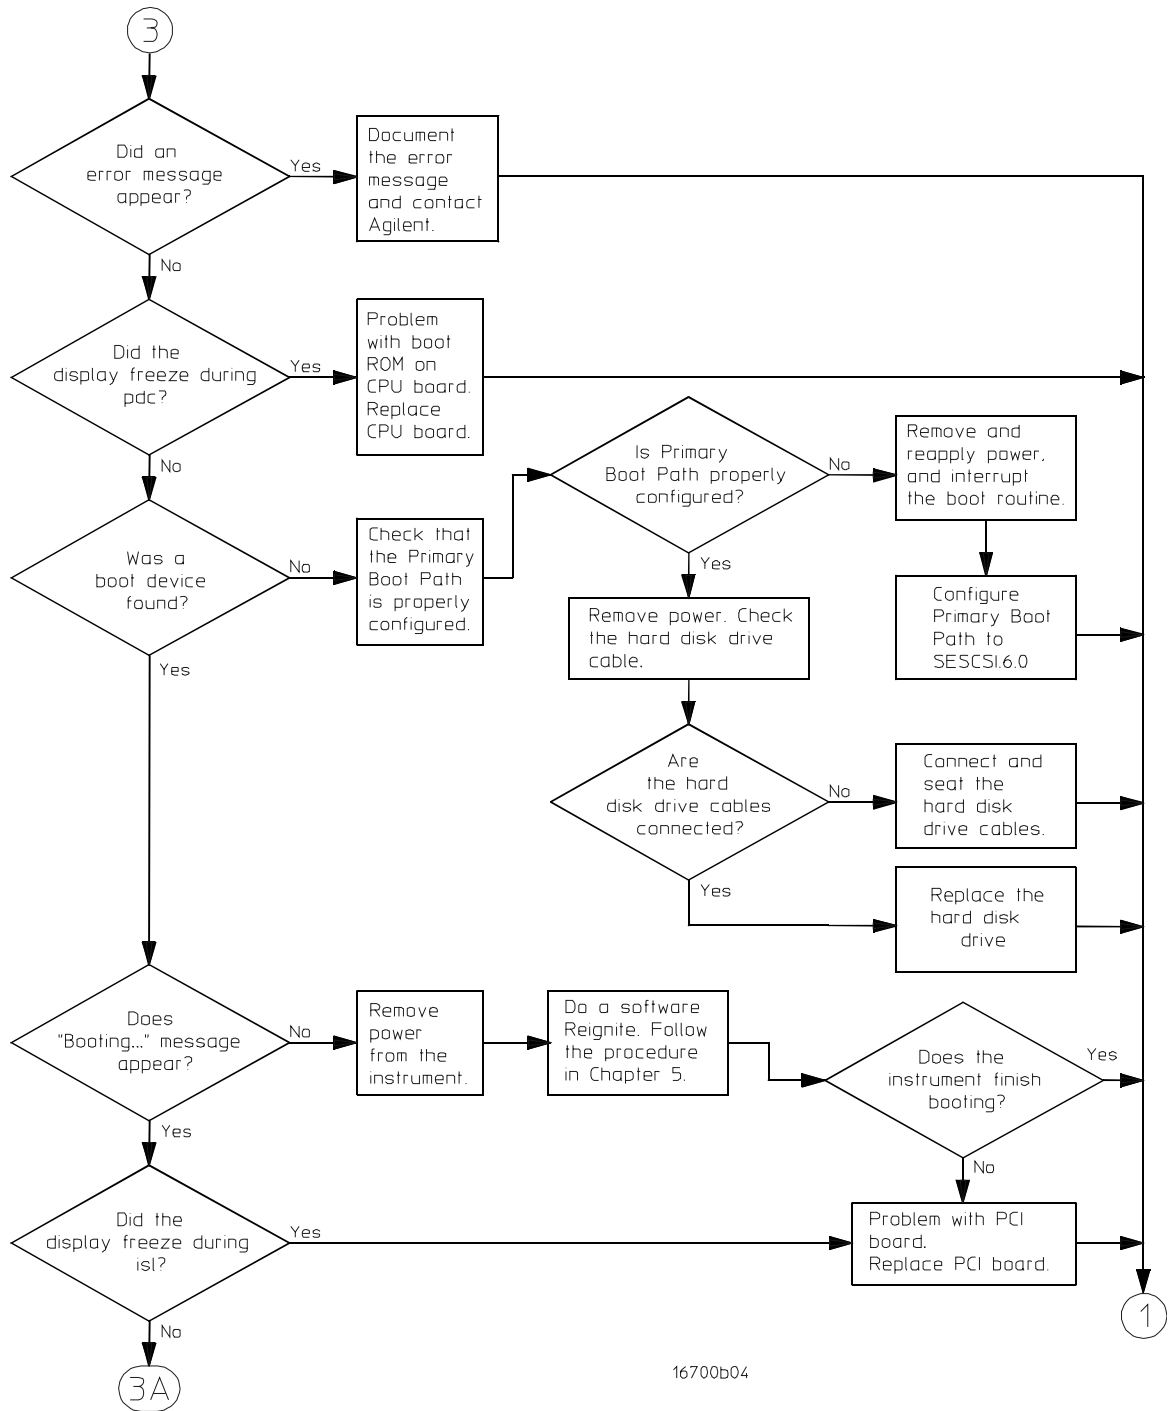 3
Did an
error message
appear?
Yes
Document
the error
message
and contact
Agilent.
No
Did the
display freeze during
pdc?
Yes
Problem
with boot
ROM on
CPU board.
Replace
CPU board.
No
Was a
boot device
found?
No
Check that
the Primary
Boot Path
is properly
configured.
Is Primary
Boot Path properly
configured?
No
Remove and
reapply power,
and interrupt
the boot routine.
Configure
Primary Boot
Path to
SESCSI.6.0
Yes
Remove power. Check
the hard disk drive
cable.
Are
the hard
disk drive cables
connected?
No
Connect and
seat the
hard disk
drive cables.
Yes
Replace the
hard disk
drive
Yes
Does
"Booting..." message
appear?
No
Remove
power
from the
instrument.
Do a software
Reignite. Follow
the procedure
in Chapter 5.
Does the
instrument finish
booting?
Yes
No
Problem with PCI
board.
Replace PCI board.
Yes
Did the
display freeze during
isl?
Yes
No
3A
1
16700b04